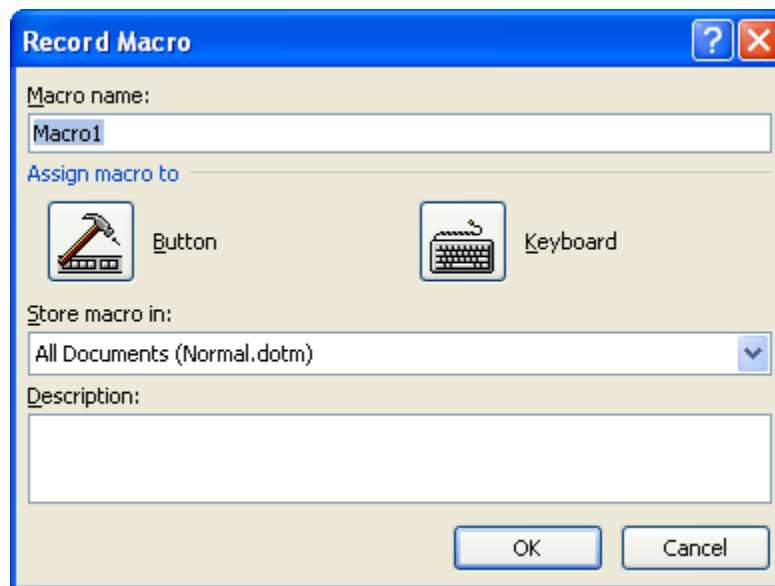 Record Macro
Macro name:
Macro1
Assign macro to
Button Keyboard
Store macro in:
All Documents (Normal.dotm)
Description:
OK Cancel